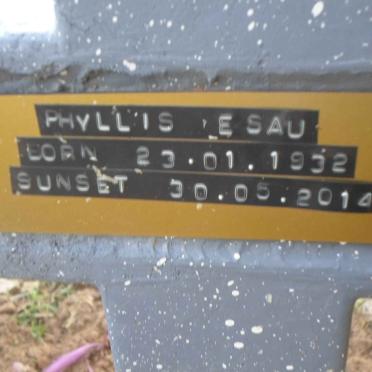 PHYLLIS ESAU
BORN 23.01.1932
SUNSET 30.05.2014